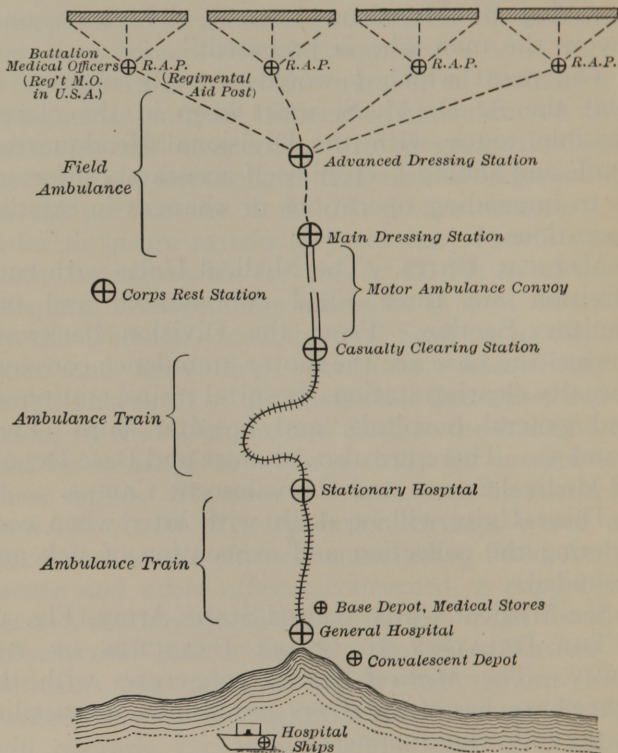 Battalion
Medical Officers
(Reg't M.O.
in U.S.A.)
R.A.P.
(Regimental
Aid Post)
R.A.P.
R.A.P.
R.A.P.
Field
Ambulance
Advanced Dressing Station
Main Dressing Station
Corps Rest Station
Motor Ambulance Convoy
Casualty Clearing Station
Ambulance Train
Stationary Hospital
Ambulance Train
Base Depot, Medical Stores
General Hospital
Convalescent Depot
Hospital
Ships